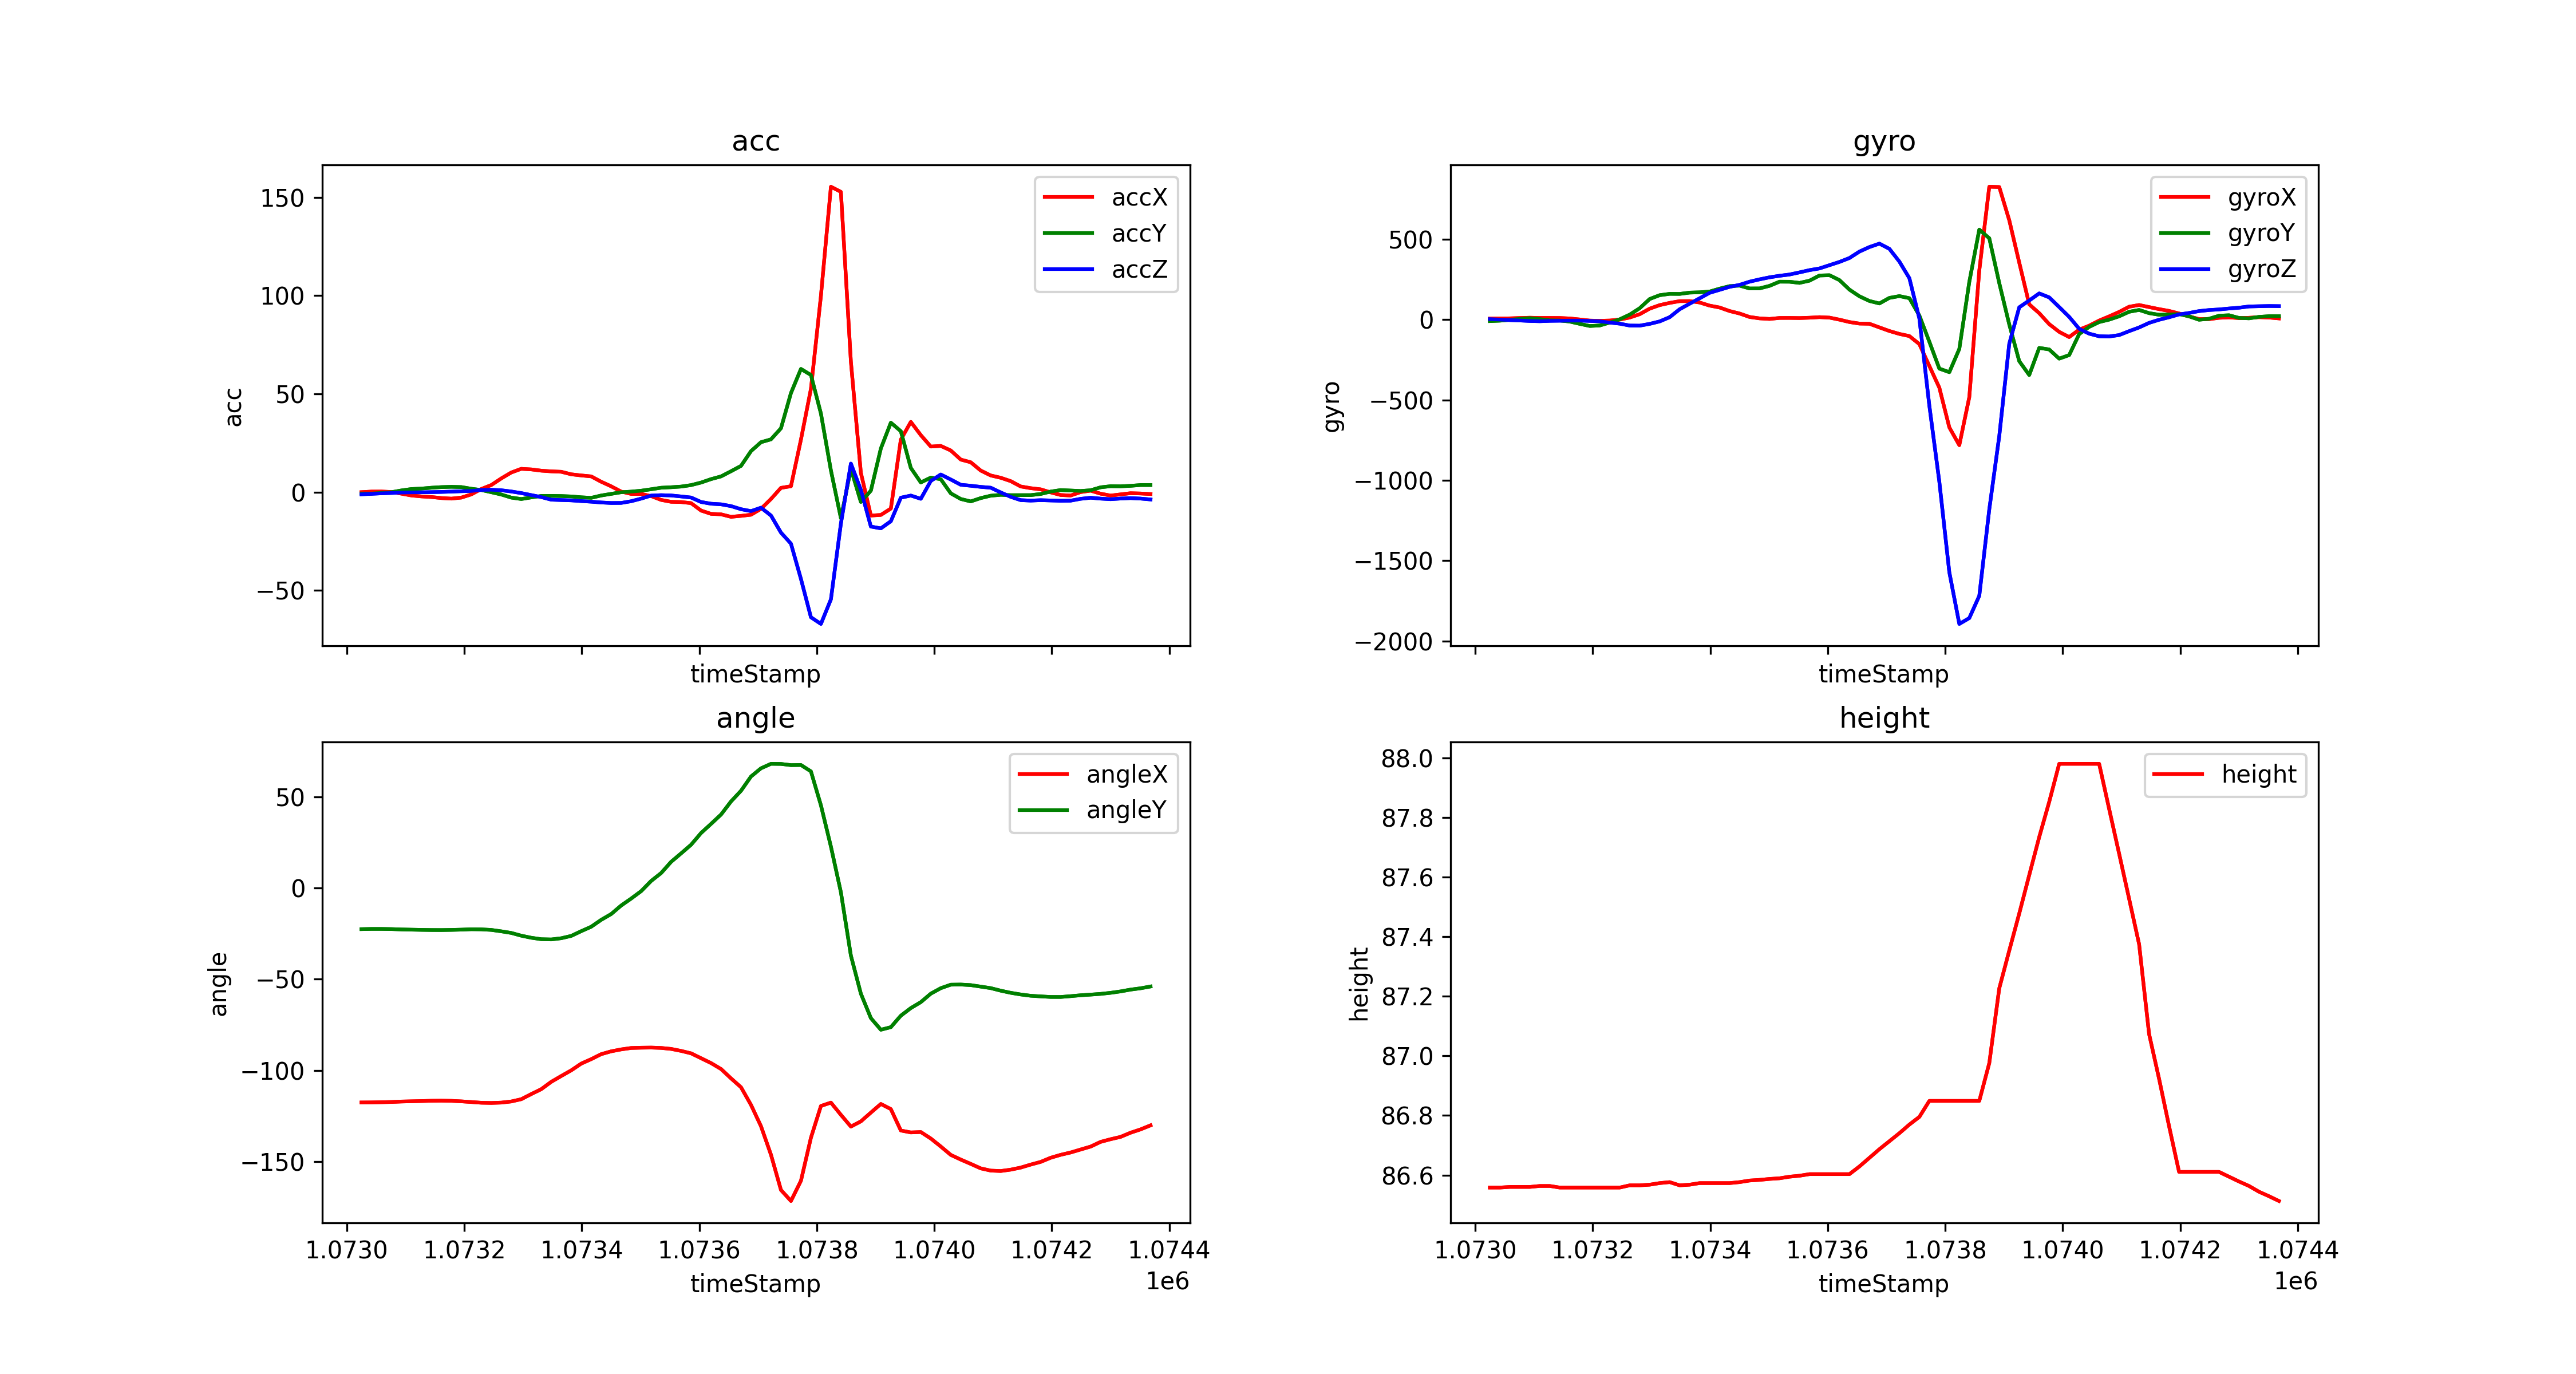 acc
150
100
50
0
−50
acc
timeStamp
accX
accY
accZ
gyro
500
0
−500
−1000
−1500
−2000
gyro
timeStamp
gyroX
gyroY
gyroZ
angle
50
0
−50
−100
−150
angle
angleX
angleY
1.0730 1.0732 1.0734 1.0736 1.0738 1.0740 1.0742 1.0744
timeStamp
1e6
height
88.0
87.8
87.6
87.4
87.2
87.0
86.8
86.6
height
height
1.0730 1.0732 1.0734 1.0736 1.0738 1.0740 1.0742 1.0744
timeStamp
1e6